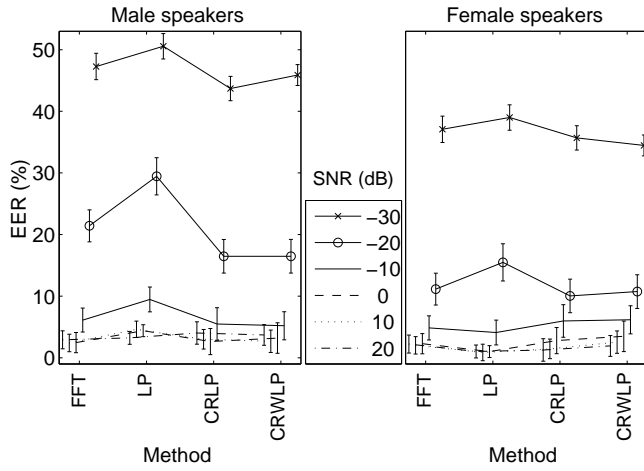 Male speakers
Female speakers
EER (%)
50
40
30
20
10
0
SNR (dB)
−30
−20
−10
0
10
20
FFT
LP
CRLP
CRWLP
FFT
LP
CRLP
CRWLP
Method
Method